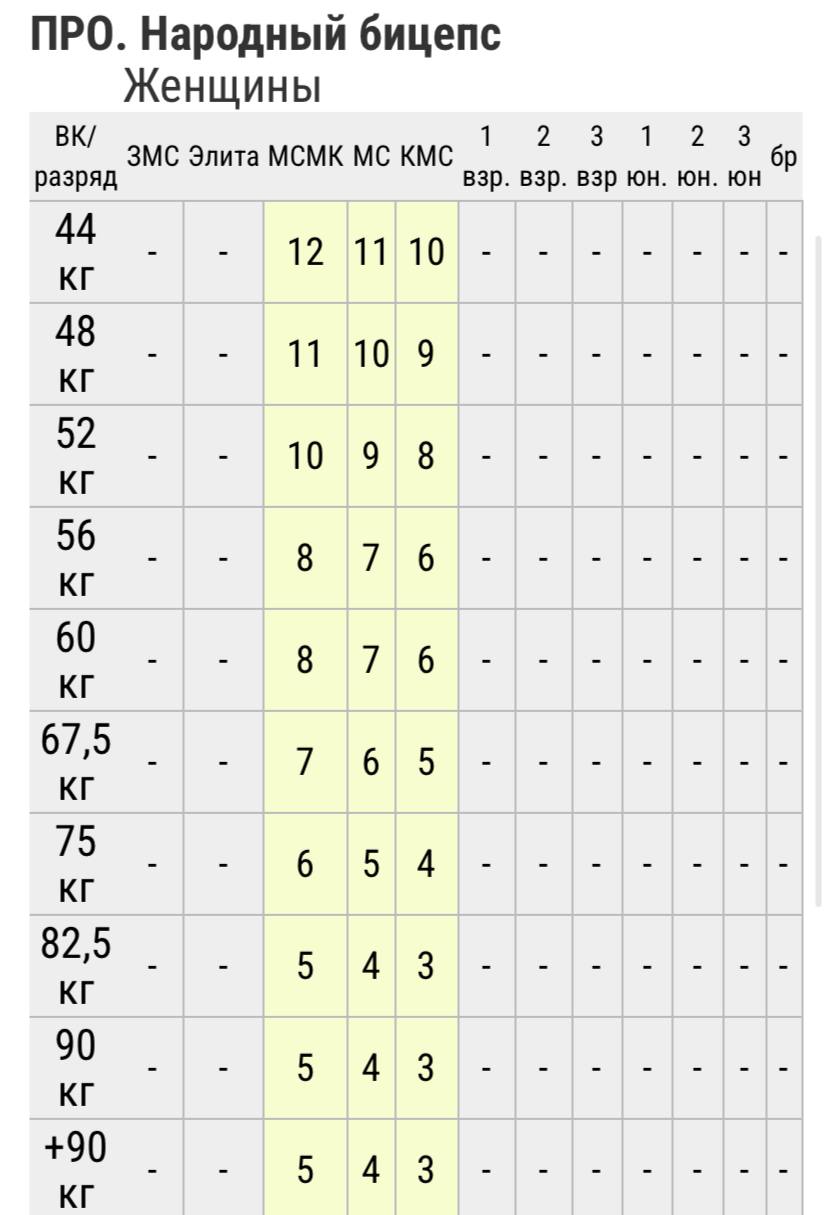 ПРО. Народный бицепс
Женщины
ВК/разряд ЗМС Элита МСМК МС КМС 1 взр. 2 взр. 3 взр 1 юн. 2 юн. 3 юн бр
44 кг - - 12 11 10 - - - - - - -
48 кг - - 11 10 9 - - - - - - -
52 кг - - 10 9 8 - - - - - - -
56 кг - - 8 7 6 - - - - - - -
60 кг - - 8 7 6 - - - - - - -
67,5 кг - - 7 6 5 - - - - - - -
75 кг - - 6 5 4 - - - - - - -
82,5 кг - - 5 4 3 - - - - - - -
90 кг - - 5 4 3 - - - - - - -
+90 кг - - 5 4 3 - - - - - - -